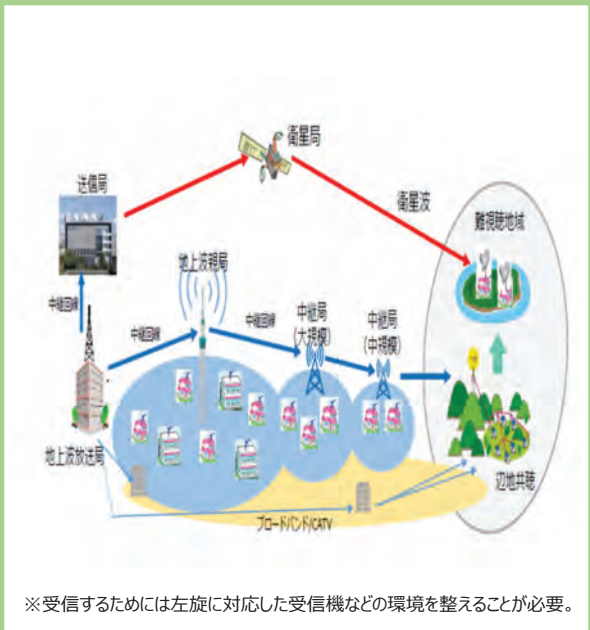 衛星局
送信局
衛星波
難視聴地域
地上波親局
中継回線
中継回線
中継回線
中継局
(大規模)
中継局
(中規模)
地上波放送局
辺地共聴
ブロードバンド/CATV
※受信するためには左旋に対応した受信機などの環境を整えることが必要。